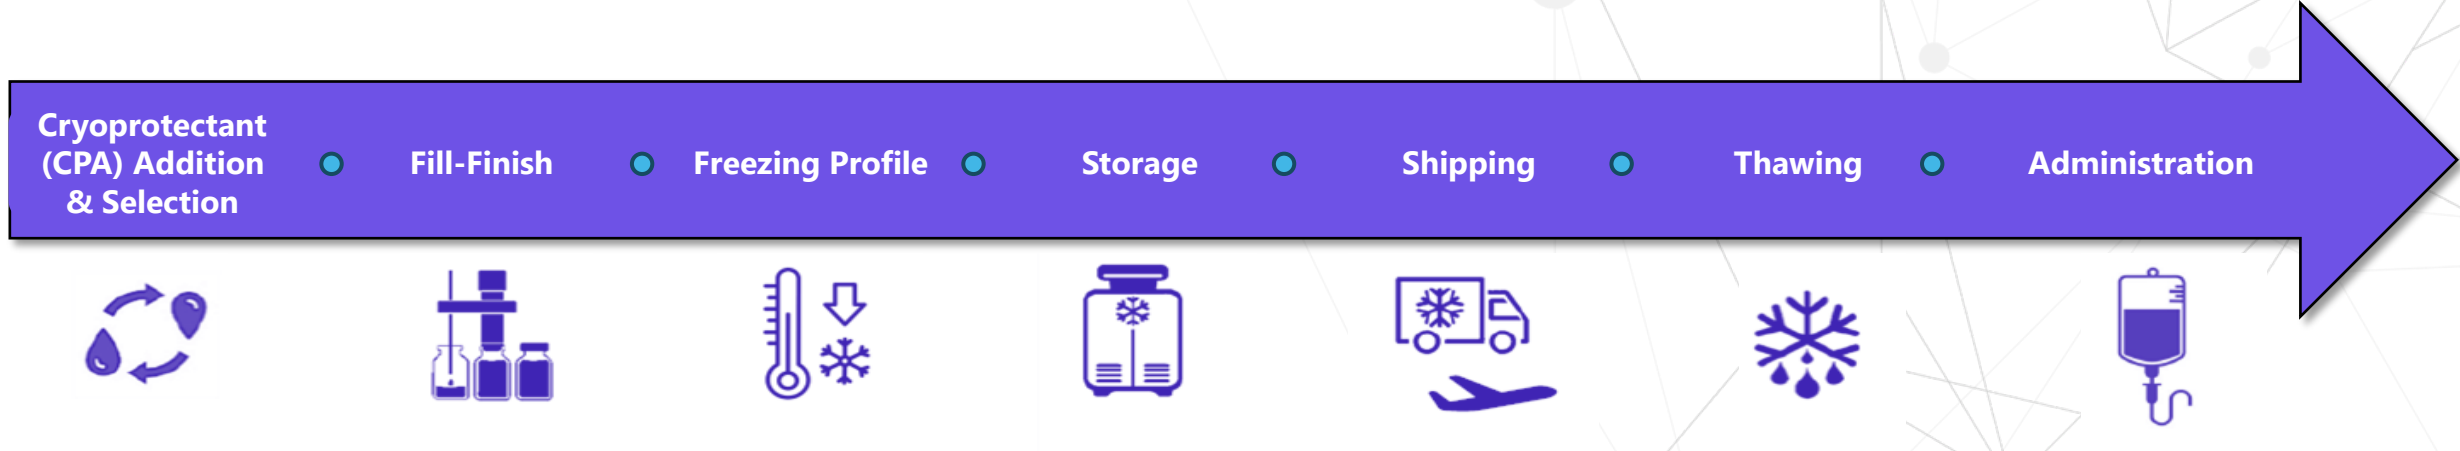 Cryoprotectant
(CPA) Addition
& Selection
Fill-Finish
Freezing Profile
Storage
Shipping
Thawing
Administration